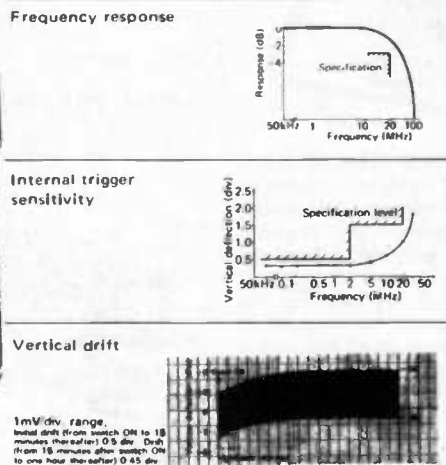 Frequency response
Response (dB)
0
2
4
Specification
50kHz 1 10 20 100
Frequency (MHz)
Internal trigger
sensitivity
Vertical deflection (div)
2.5
2.0
1.5
1.0
0.5
Specification level
50kHz 0.1 0.5 1 2 5 10 20 50
Frequency (MHz)
Vertical drift
1mV/div range.
Initial drift (from switch ON to 15
minutes thereafter) 0.5 div Drift
(from 15 minutes after switch ON
to one hour thereafter) 0.45 div